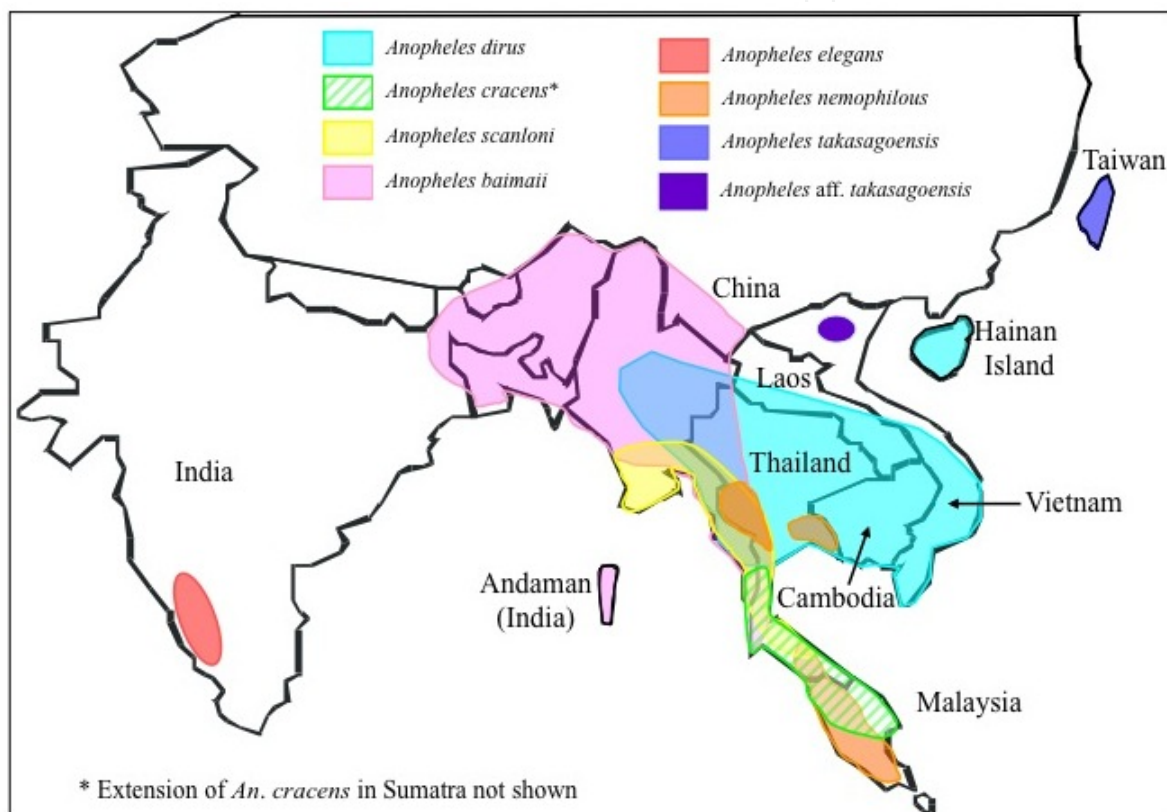 Anopheles dirus
Anopheles cracens*
Anopheles scanloni
Anopheles baimaii
Anopheles elegans
Anopheles nemophilous
Anopheles takasagoensis
Anopheles aff. takasagoensis
Taiwan
China
Hainan
Island
Laos
India
Thailand
Vietnam
Andaman
(India)
Cambodia
Malaysia
* Extension of An. cracens in Sumatra not shown